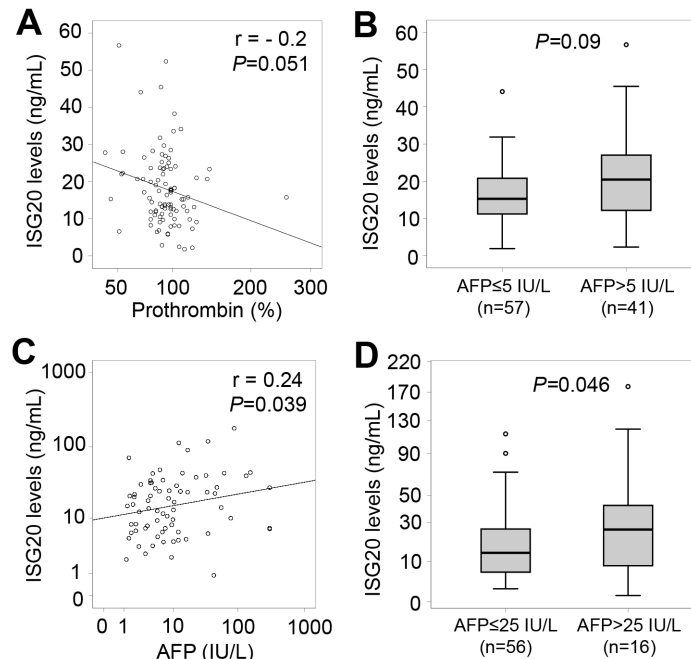 A
r = - 0.2
P=0.051
ISG20 levels (ng/mL)
60
50
40
30
20
10
0
50 100 200 300
Prothrombin (%)
B
P=0.09
ISG20 levels (ng/mL)
60
50
40
30
20
10
0
AFP≤5 IU/L AFP>5 IU/L
(n=57) (n=41)
C
r = 0.24
P=0.039
ISG20 levels (ng/mL)
1000
100
10
1
0
0 1 10 100 1000
AFP (IU/L)
D
P=0.046
ISG20 levels (ng/mL)
220
170
130
90
50
30
10
0
AFP≤25 IU/L AFP>25 IU/L
(n=56) (n=16)